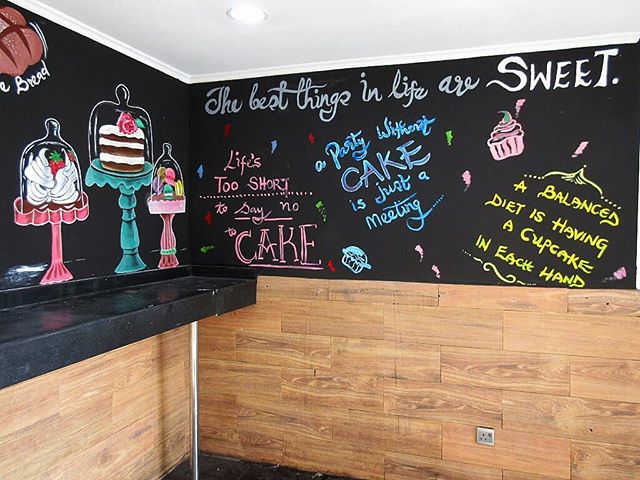 e Bread
The best things in life are SWEET.
Life's
Too SHORT
to say no
to CAKE
a Party Without
CAKE
is Just a
Meeting
A BALANCED
DIET IS HAVING
A CUPCAKE
IN EACH HAND